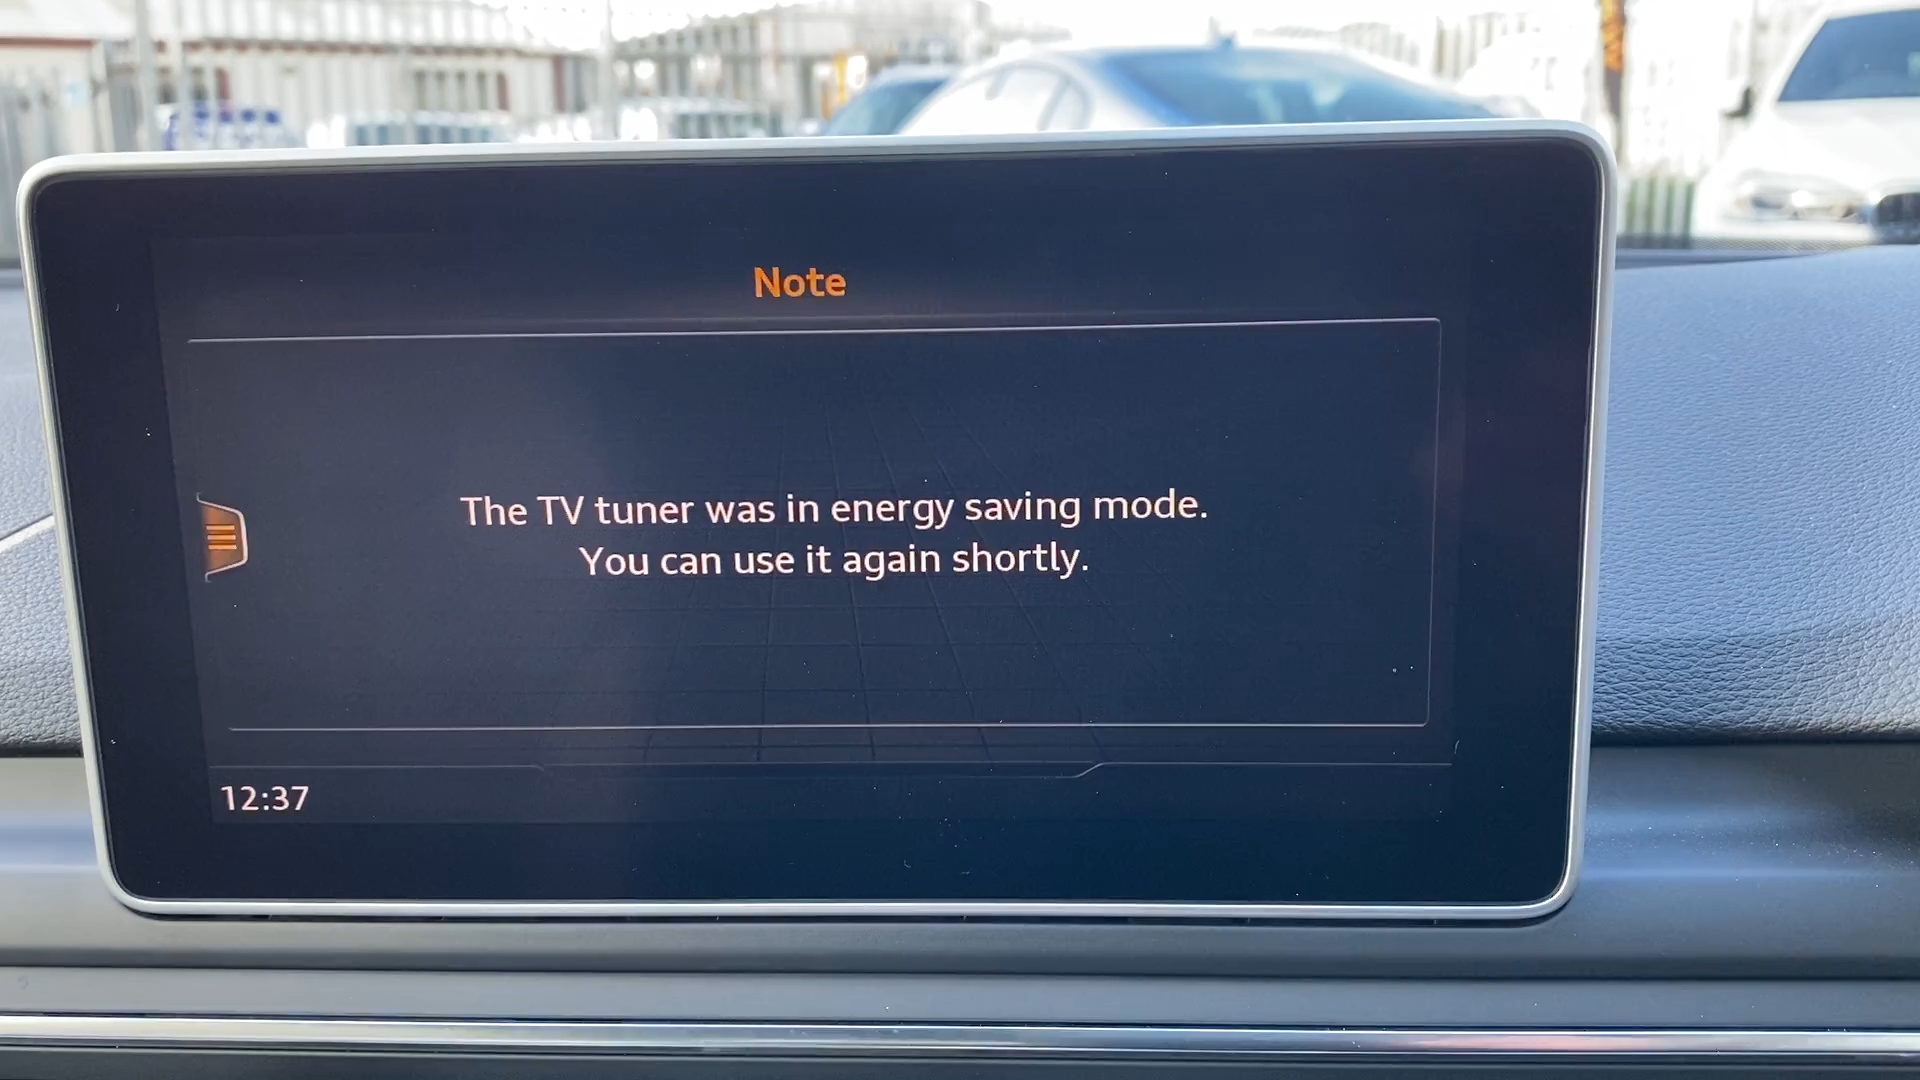 Note
The TV tuner was in energy saving mode.
You can use it again shortly.
12:37